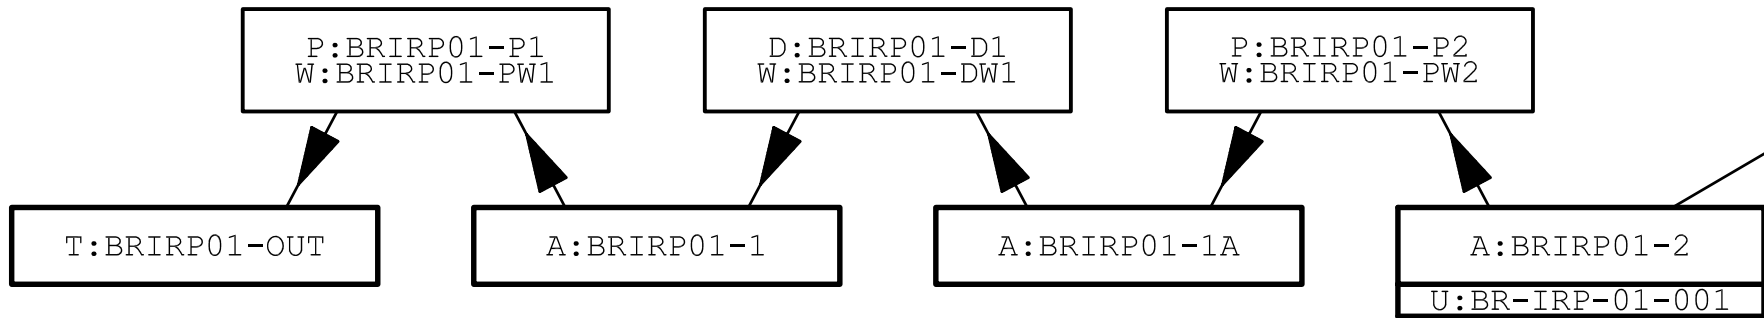 P:BRIRP01-P1
W:BRIRP01-PW1
D:BRIRP01-D1
W:BRIRP01-DW1
P:BRIRP01-P2
W:BRIRP01-PW2
T:BRIRP01-OUT
A:BRIRP01-1
A:BRIRP01-1A
A:BRIRP01-2
U:BR-IRP-01-001